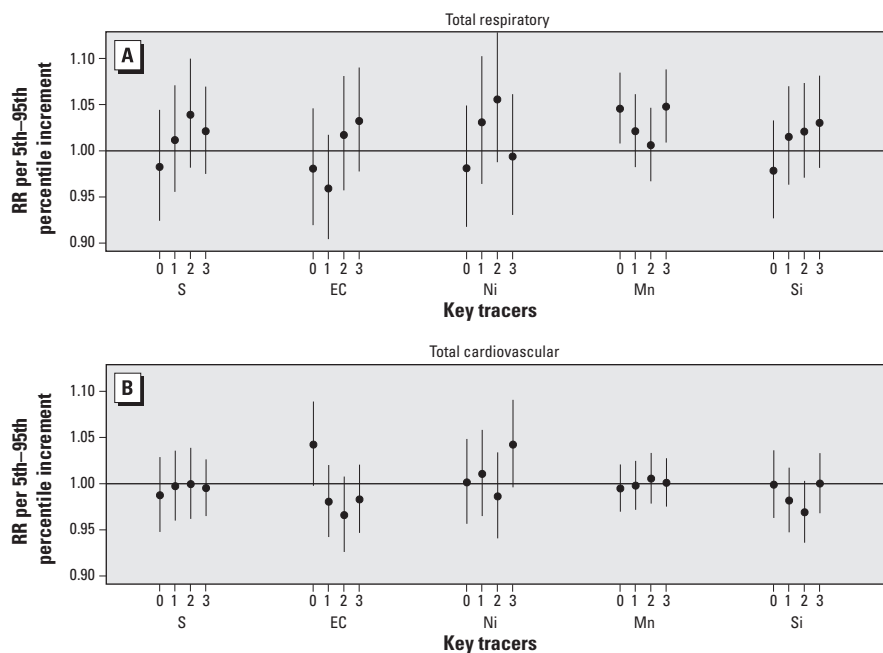 Total respiratory
A
RR per 5th–95th
percentile increment
1.10
1.05
1.00
0.95
0.90
0 1 2 3 0 1 2 3 0 1 2 3 0 1 2 3 0 1 2 3
S EC Ni Mn Si
Key tracers
Total cardiovascular
B
RR per 5th–95th
percentile increment
1.10
1.05
1.00
0.95
0.90
0 1 2 3 0 1 2 3 0 1 2 3 0 1 2 3 0 1 2 3
S EC Ni Mn Si
Key tracers